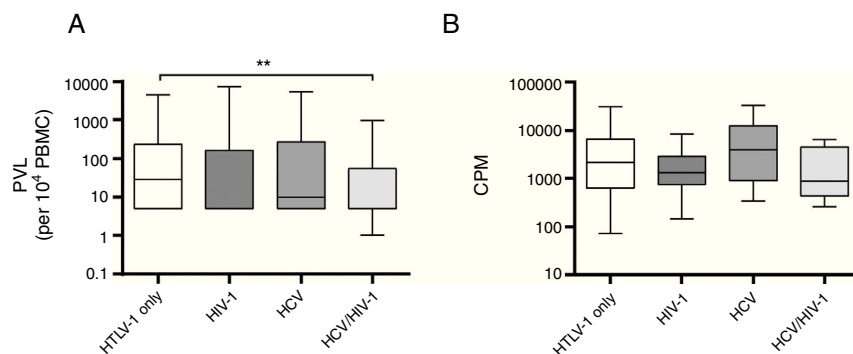 A
**
PVL
(per 10⁴ PBMC)
10000
1000
100
10
1
0.1
HTLV-1 only
HIV-1
HCV
HCV/HIV-1
B
CPM
100000
10000
1000
100
10
HTLV-1 only
HIV-1
HCV
HCV/HIV-1